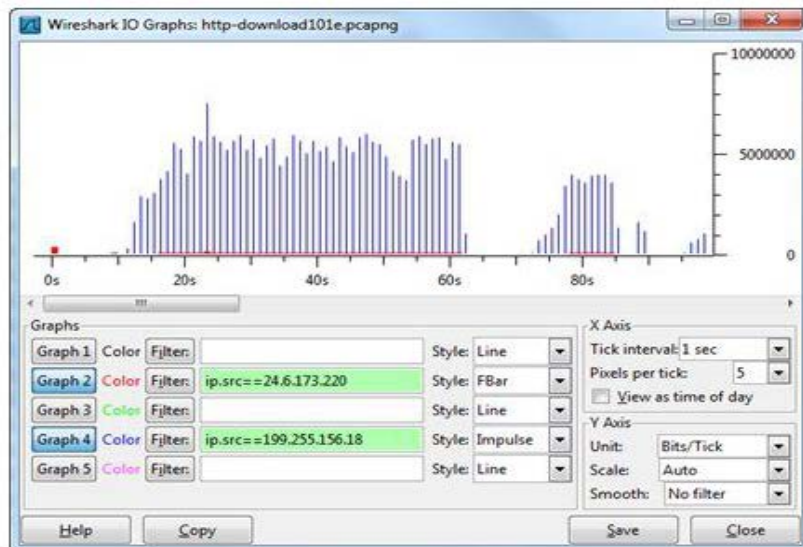 Wireshark IO Graphs: http-download101e.pcapng
10000000
5000000
0
0s 20s 40s 60s 80s
Graphs
Graph 1 Color Filter: Style: Line
Graph 2 Color Filter: ip.src==24.6.173.220 Style: FBar
Graph 3 Color Filter: Style: Line
Graph 4 Color Filter: ip.src==199.255.156.18 Style: Impulse
Graph 5 Color Filter: Style: Line
X Axis
Tick interval: 1 sec
Pixels per tick: 5
View as time of day
Y Axis
Unit: Bits/Tick
Scale: Auto
Smooth: No filter
Help Copy Save Close